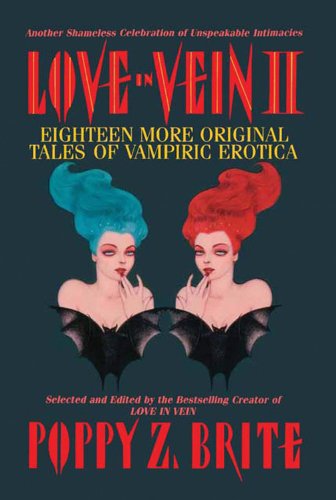 Another Shameless Celebration of Unspeakable Intimacies
LOVE IN VEIN II
EIGHTEEN MORE ORIGINAL
TALES OF VAMPIRIC EROTICA
Selected and Edited by the Bestselling Creator of
LOVE IN VEIN
POPPY Z. BRITE